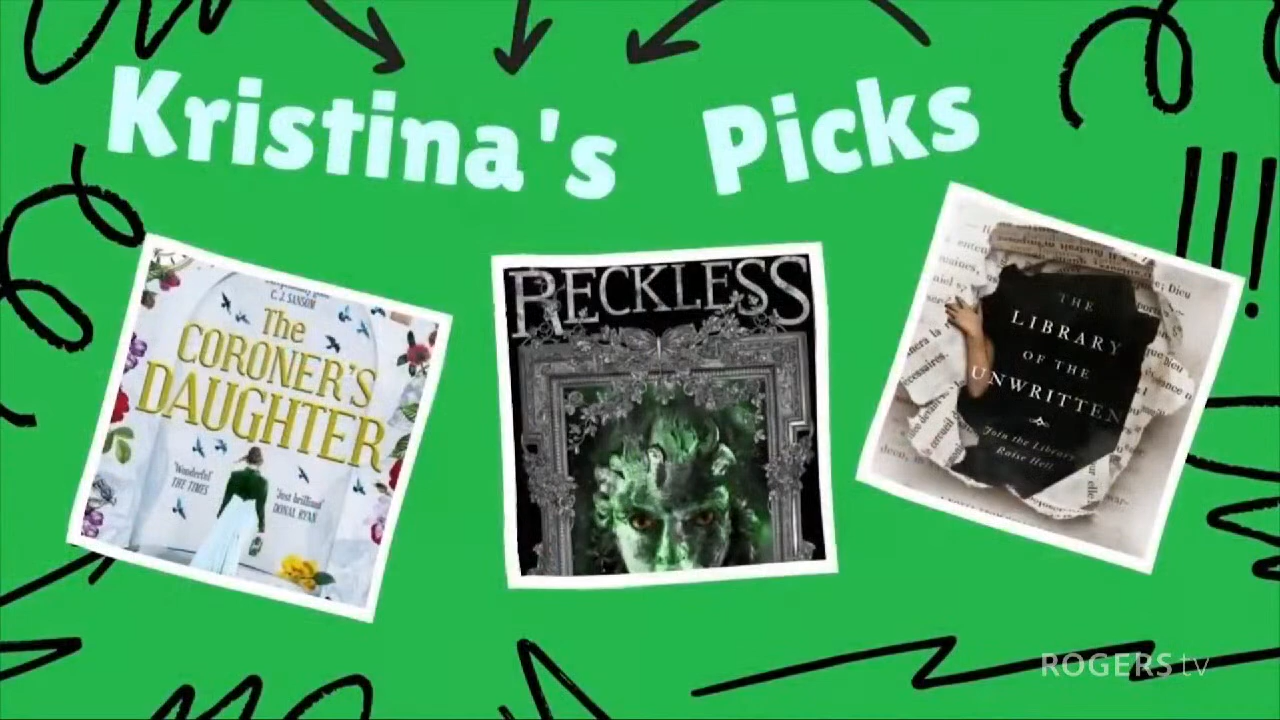 Kristina's Picks
C. J. SANSOM
The
CORONER'S
DAUGHTER
'Wonderful'
THE TIMES
'Just brilliant'
DONAL RYAN
RECKLESS
THE
LIBRARY
OF THE
UNWRITTEN
Join the Library
Raise Hell
ROGERS tv